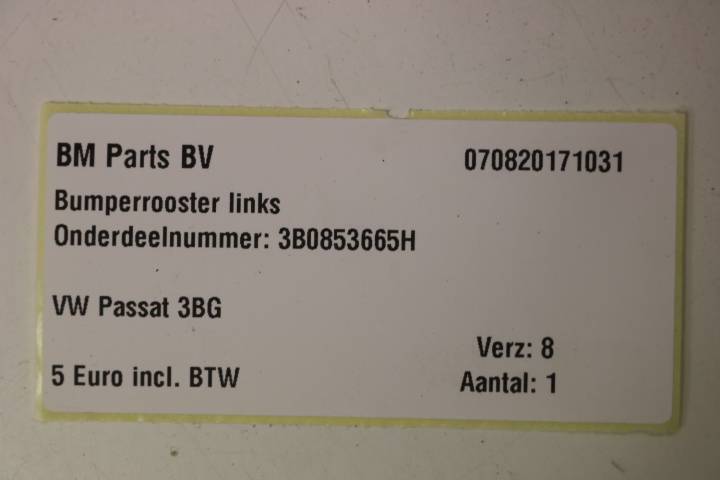 BM Parts BV 070820171031
Bumperrooster links
Onderdeelnummer: 3B0853665H
VW Passat 3BG
Verz: 8
5 Euro incl. BTW Aantal: 1